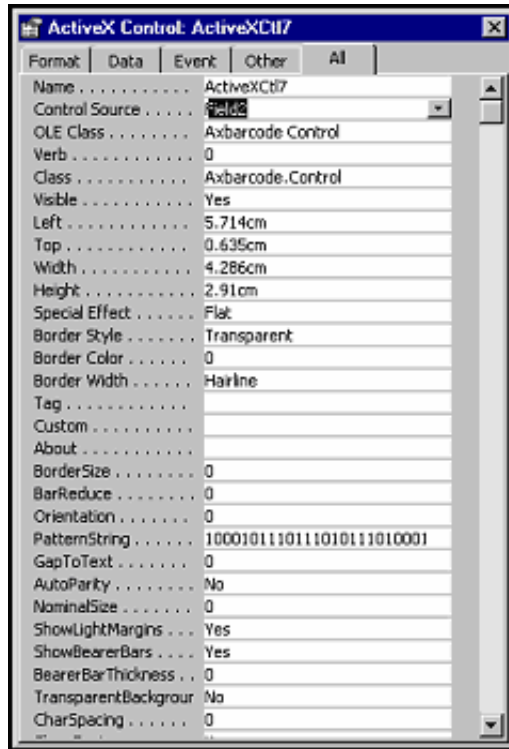 ActiveX Control: ActiveXCtl7
Format Data Event Other All
Name . . . . . . . . . . . ActiveXCtl7
Control Source . . . . . Field2
OLE Class . . . . . . . . Axbarcode Control
Verb . . . . . . . . . . . . 0
Class . . . . . . . . . . . Axbarcode.Control
Visible . . . . . . . . . . . Yes
Left . . . . . . . . . . . . 5.714cm
Top . . . . . . . . . . . . 0.635cm
Width . . . . . . . . . . . 4.286cm
Height . . . . . . . . . . . 2.91cm
Special Effect . . . . . . Flat
Border Style . . . . . . . Transparent
Border Color . . . . . . 0
Border Width . . . . . . Hairline
Tag . . . . . . . . . . . .
Custom . . . . . . . . . .
About . . . . . . . . . . .
BorderSize . . . . . . . . 0
BarReduce . . . . . . . . 0
Orientation . . . . . . . 0
PatternString . . . . . . 1000101110111010111010001
GapToText . . . . . . . 0
AutoParity . . . . . . . . No
NominalSize . . . . . . . 0
ShowLightMargins . . . Yes
ShowBearerBars . . . . Yes
BearerBarThickness . . 0
TransparentBackgrour No
CharSpacing . . . . . . 0